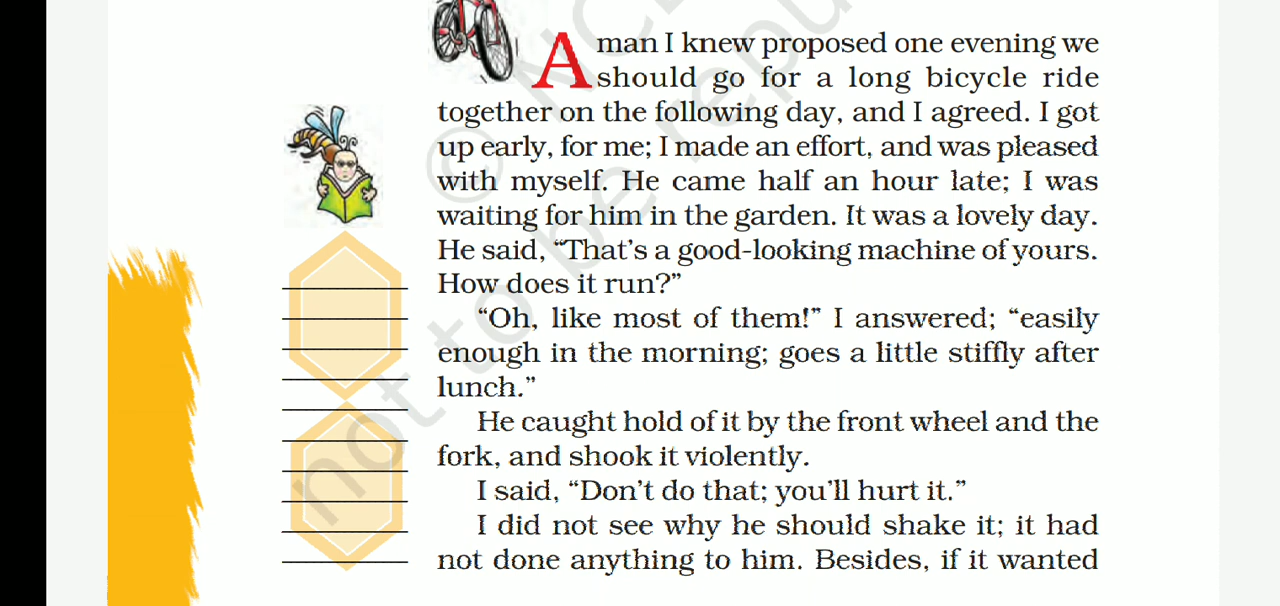 A man I knew proposed one evening we
should go for a long bicycle ride
together on the following day, and I agreed. I got
up early, for me; I made an effort, and was pleased
with myself. He came half an hour late; I was
waiting for him in the garden. It was a lovely day.
He said, “That’s a good-looking machine of yours.
How does it run?”
“Oh, like most of them!” I answered; “easily
enough in the morning; goes a little stiffly after
lunch.”
He caught hold of it by the front wheel and the
fork, and shook it violently.
I said, “Don’t do that; you’ll hurt it.”
I did not see why he should shake it; it had
not done anything to him. Besides, if it wanted
©
not to be